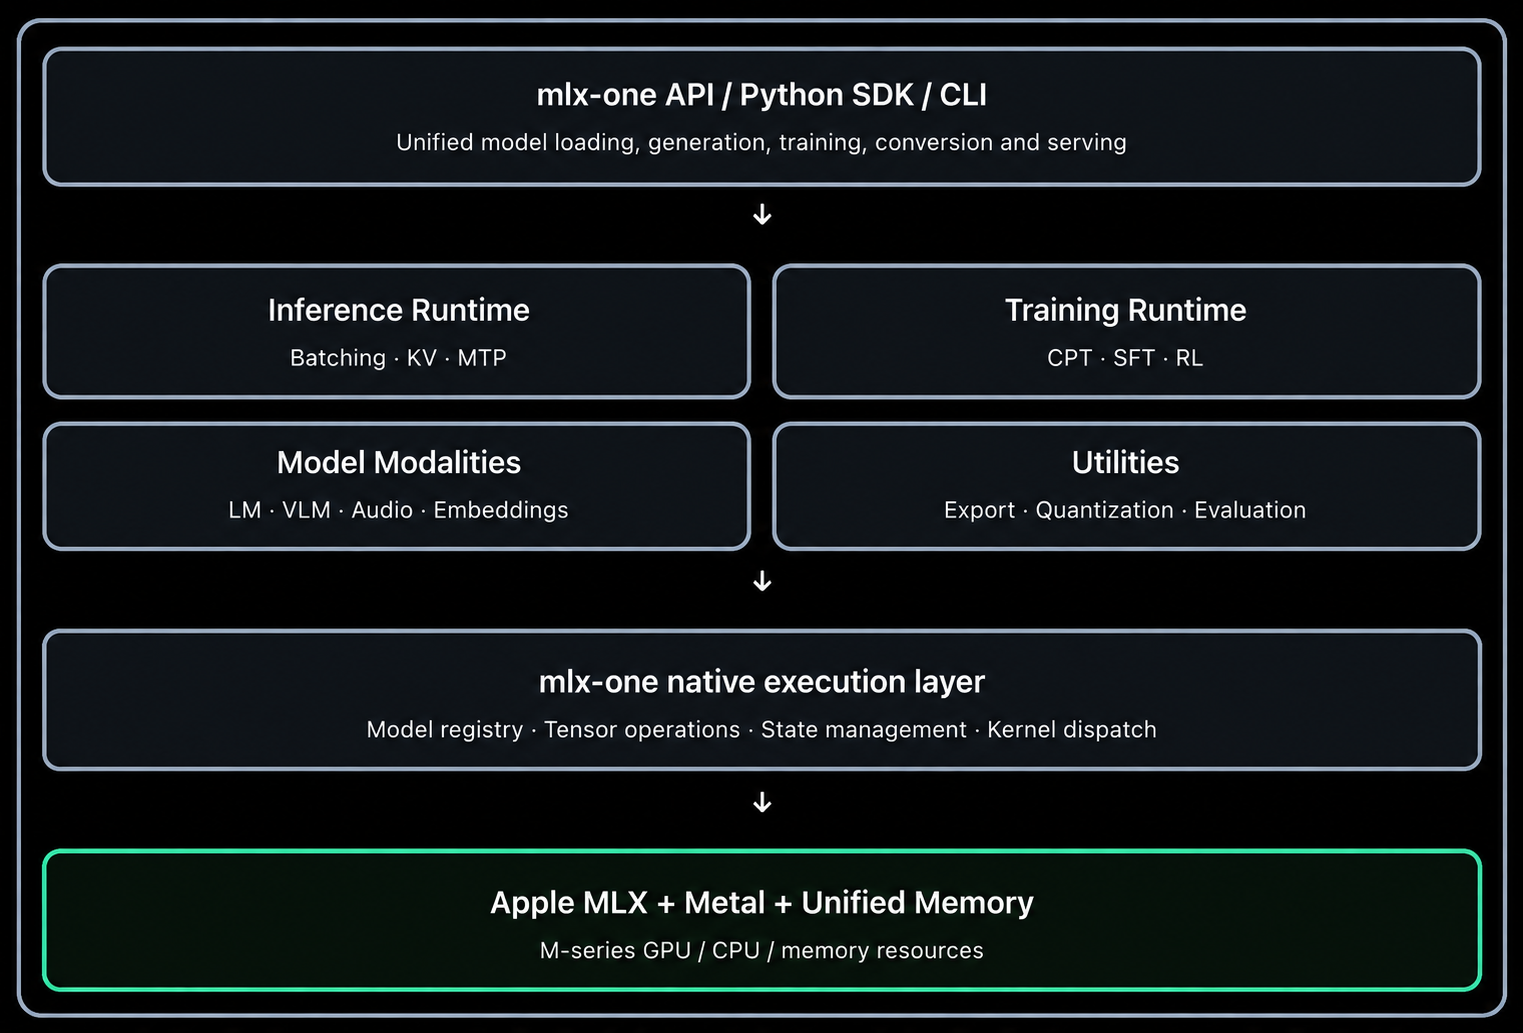 mlx-one API / Python SDK / CLI
Unified model loading, generation, training, conversion and serving
↓
Inference Runtime
Batching · KV · MTP
Training Runtime
CPT · SFT · RL
Model Modalities
LM · VLM · Audio · Embeddings
Utilities
Export · Quantization · Evaluation
↓
mlx-one native execution layer
Model registry · Tensor operations · State management · Kernel dispatch
↓
Apple MLX + Metal + Unified Memory
M-series GPU / CPU / memory resources